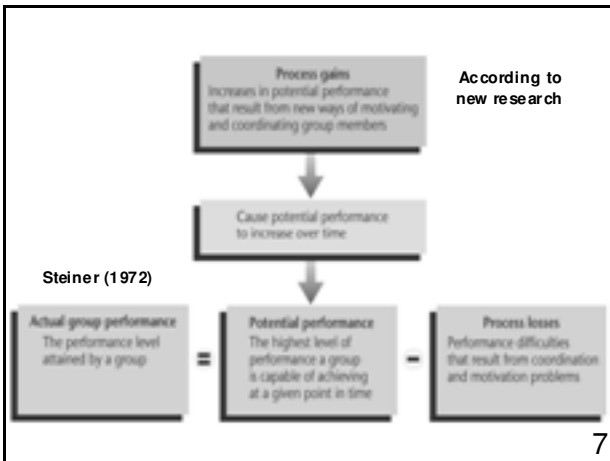 Process gains
Increases in potential performance
that result from new ways of motivating
and coordinating group members
According to
new research
Cause potential performance
to increase over time
Steiner (1972)
Actual group performance
The performance level
attained by a group
=
Potential performance
The highest level of
performance a group
is capable of achieving
at a given point in time
-
Process losses
Performance difficulties
that result from coordination
and motivation problems
7